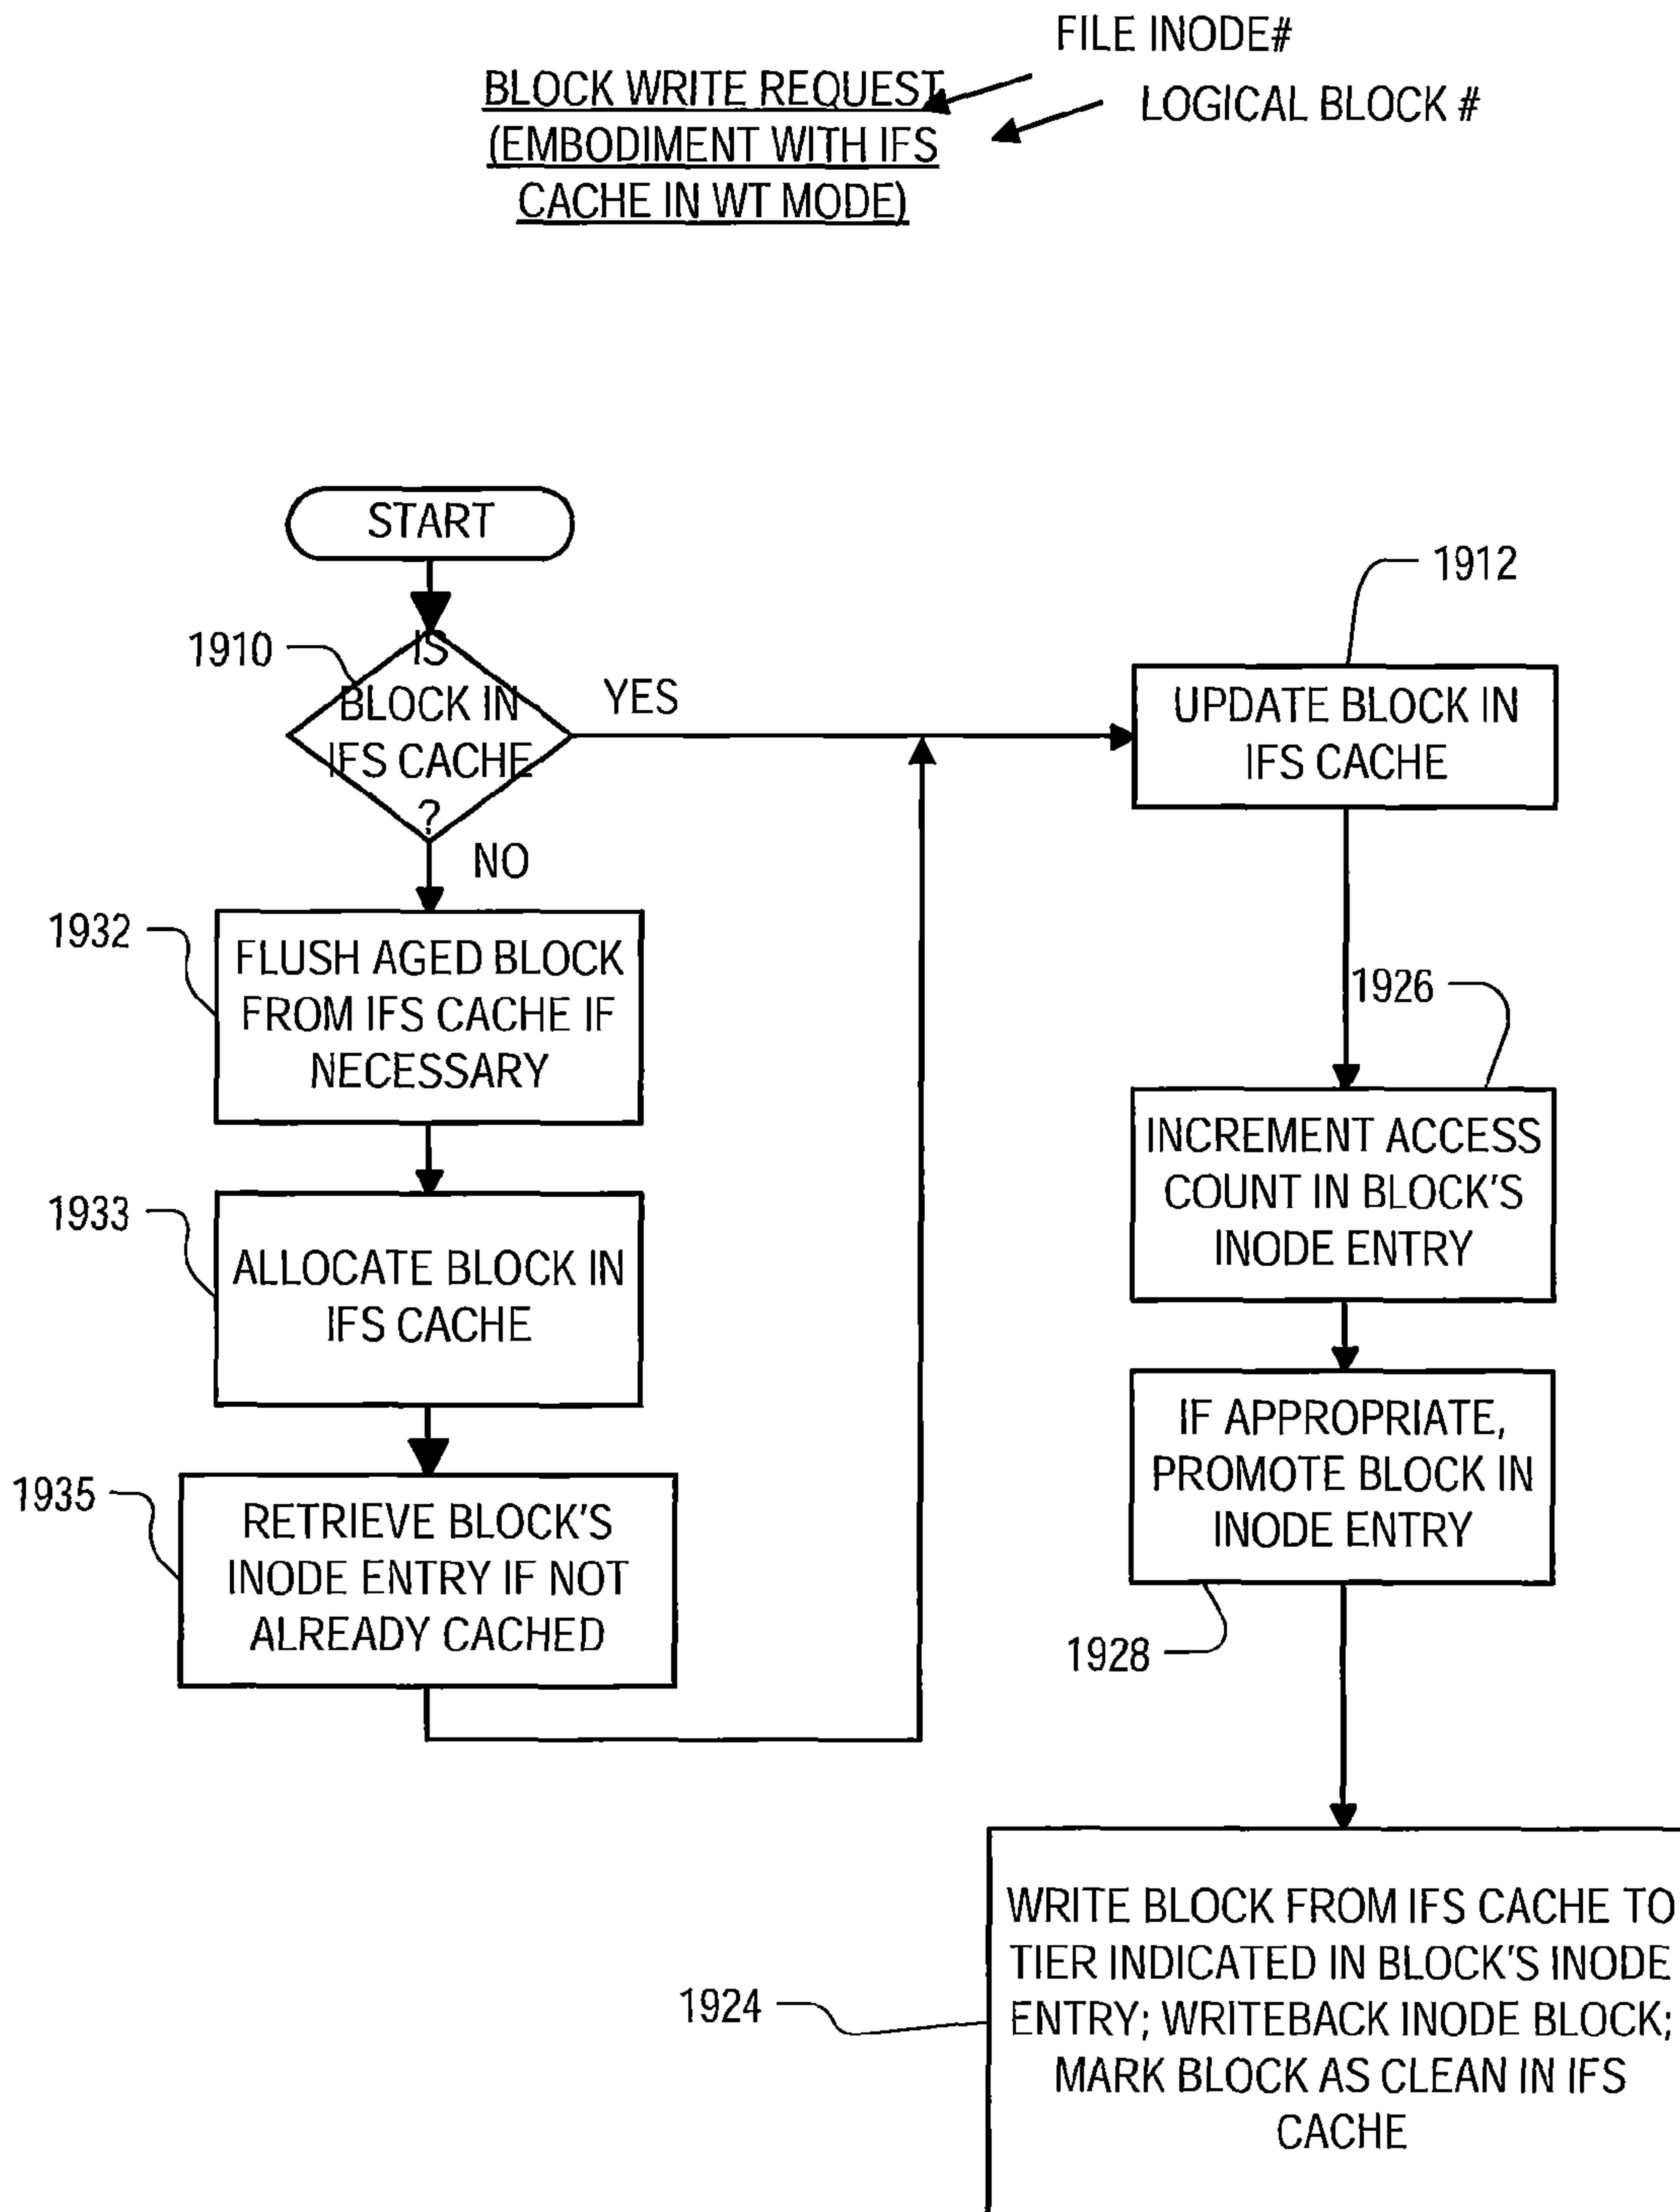 FILE INODE#
BLOCK WRITE REQUEST
LOGICAL BLOCK #
(EMBODIMENT WITH IFS
CACHE IN WT MODE)
START
1910
IS
BLOCK IN
IFS CACHE
?
YES
NO
1912
UPDATE BLOCK IN
IFS CACHE
1932
FLUSH AGED BLOCK
FROM IFS CACHE IF
NECESSARY
1933
ALLOCATE BLOCK IN
IFS CACHE
1935
RETRIEVE BLOCK'S
INODE ENTRY IF NOT
ALREADY CACHED
1926
INCREMENT ACCESS
COUNT IN BLOCK'S
INODE ENTRY
IF APPROPRIATE,
PROMOTE BLOCK IN
INODE ENTRY
1928
1924
WRITE BLOCK FROM IFS CACHE TO
TIER INDICATED IN BLOCK'S INODE
ENTRY; WRITEBACK INODE BLOCK;
MARK BLOCK AS CLEAN IN IFS
CACHE